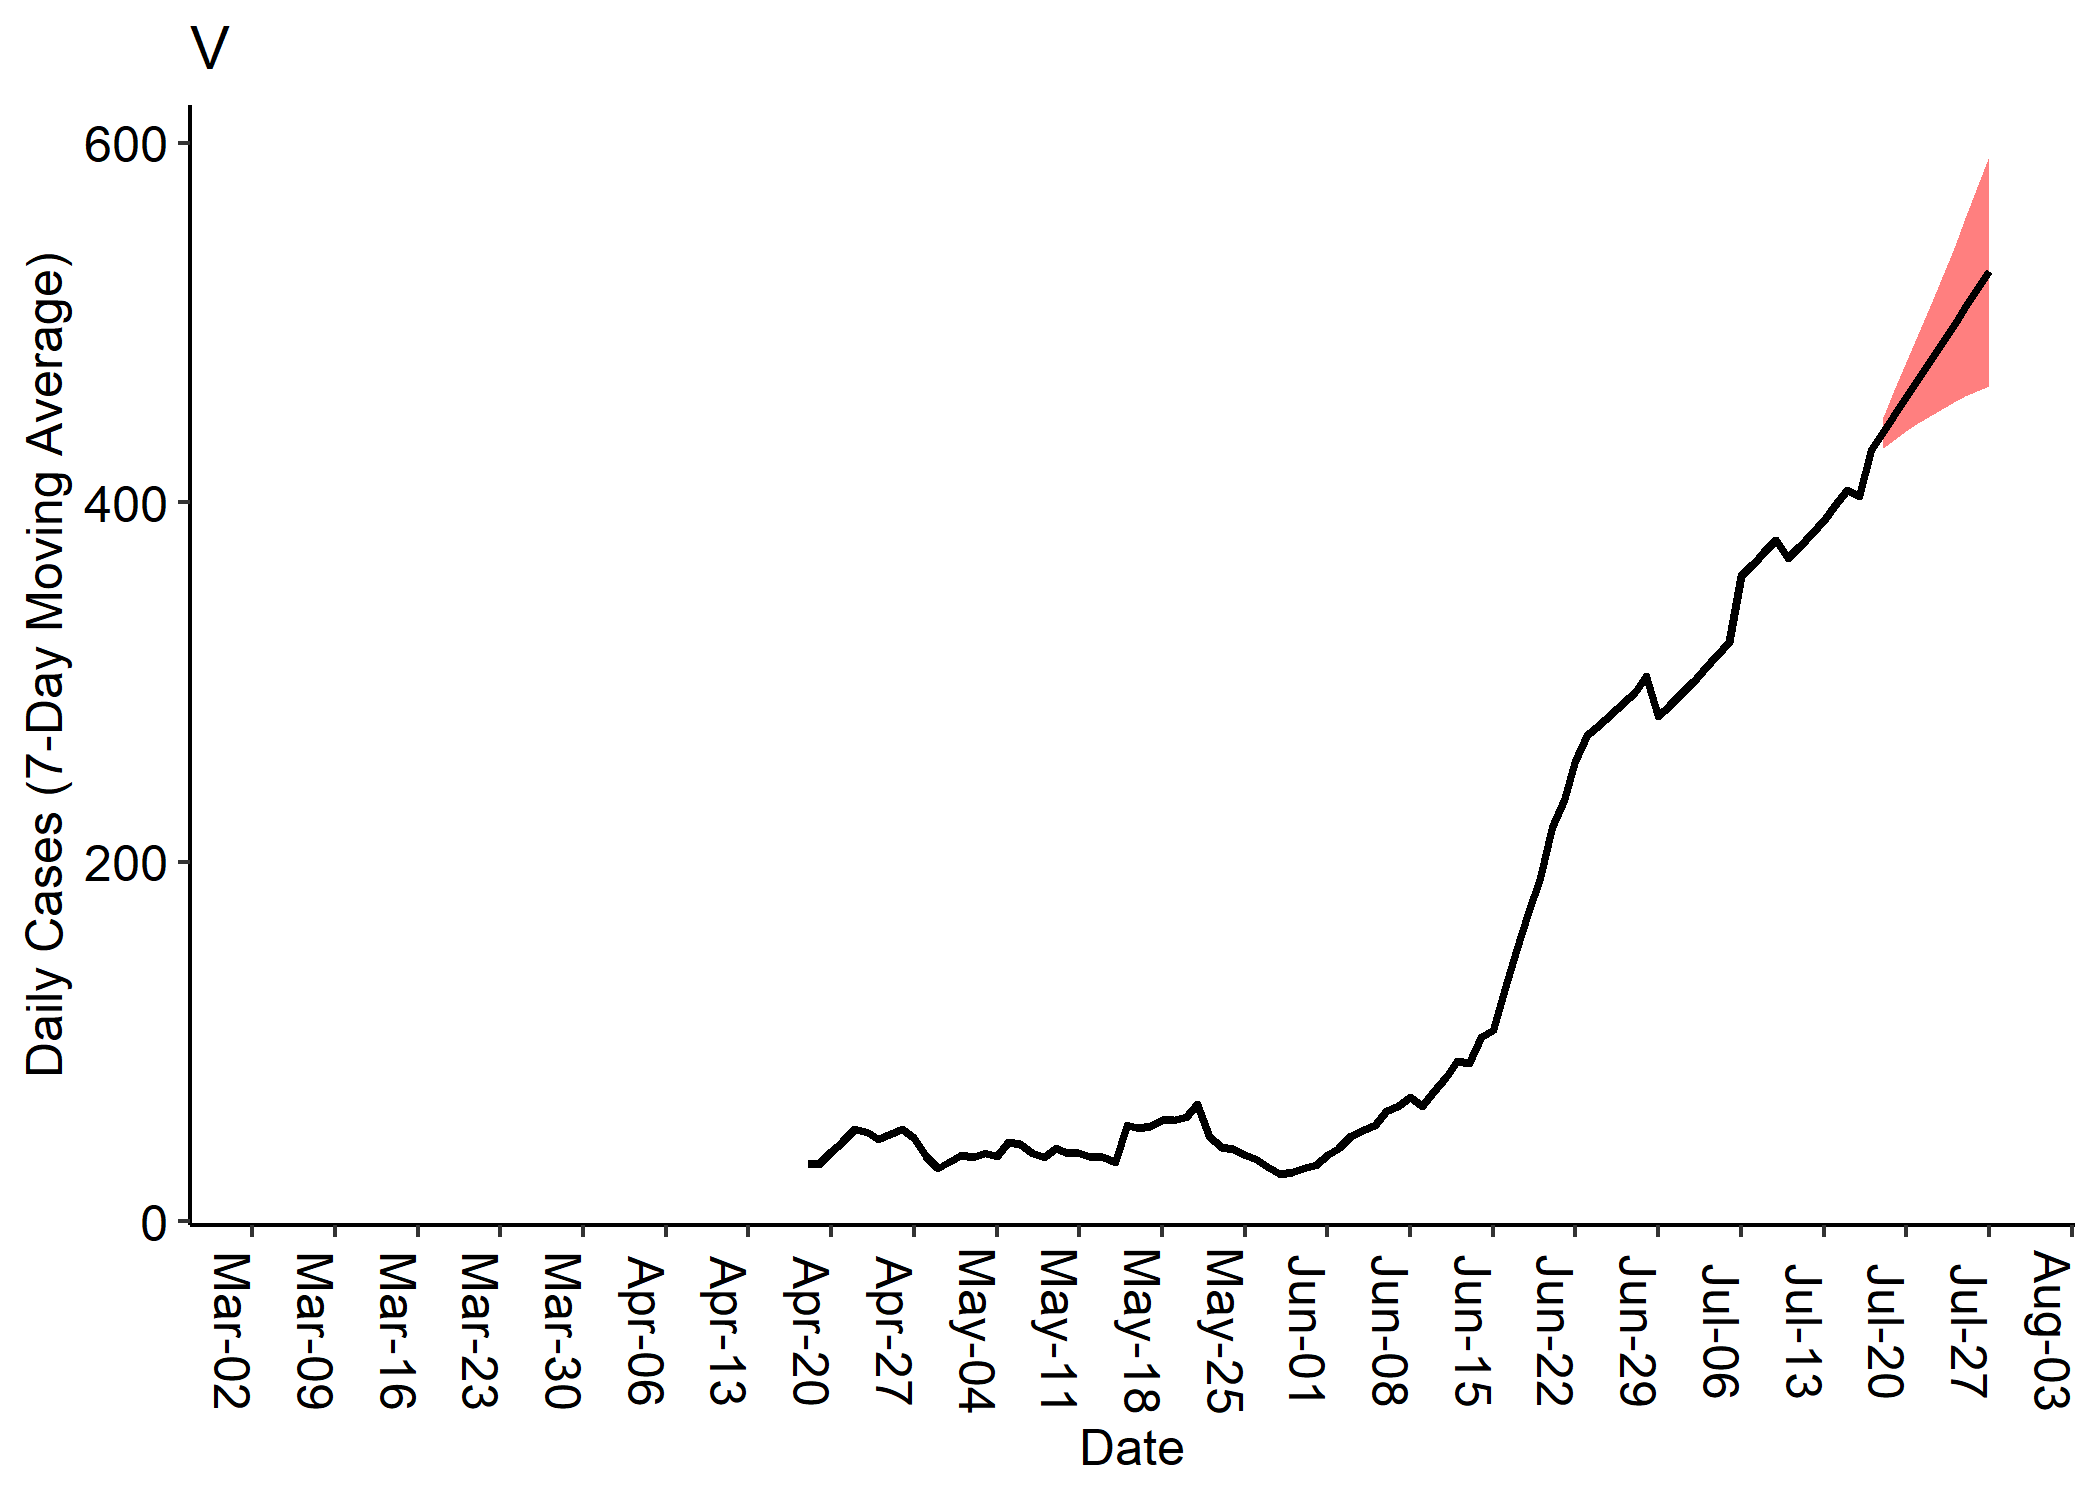 V
600
400
200
0
Daily Cases (7-Day Moving Average)
Mar-02
Mar-09
Mar-16
Mar-23
Mar-30
Apr-06
Apr-13
Apr-20
Apr-27
May-04
May-11
May-18
May-25
Jun-01
Jun-08
Jun-15
Jun-22
Jun-29
Jul-06
Jul-13
Jul-20
Jul-27
Aug-03
Date